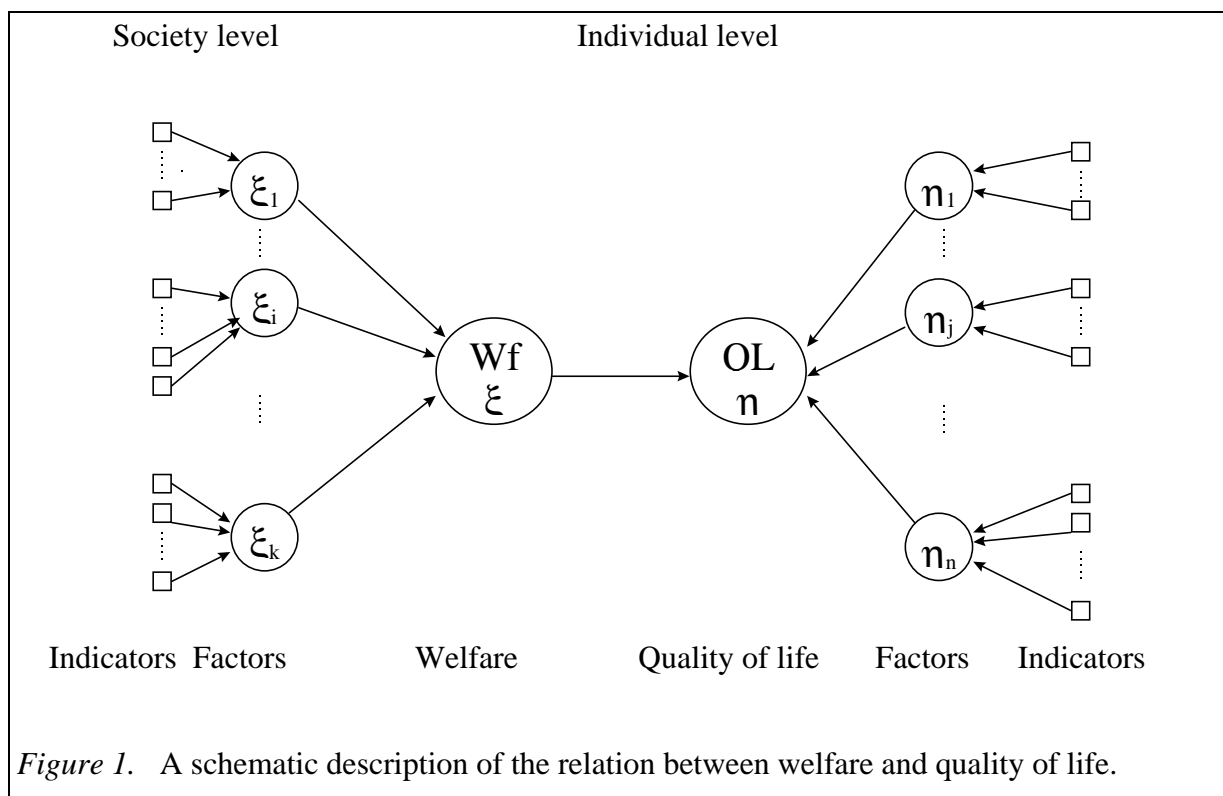 Society level Individual level
ξ1
η1
ξi
ηj
Wf
ξ
OL
η
ξk
ηn
Indicators Factors Welfare Quality of life Factors Indicators
Figure 1. A schematic description of the relation between welfare and quality of life.